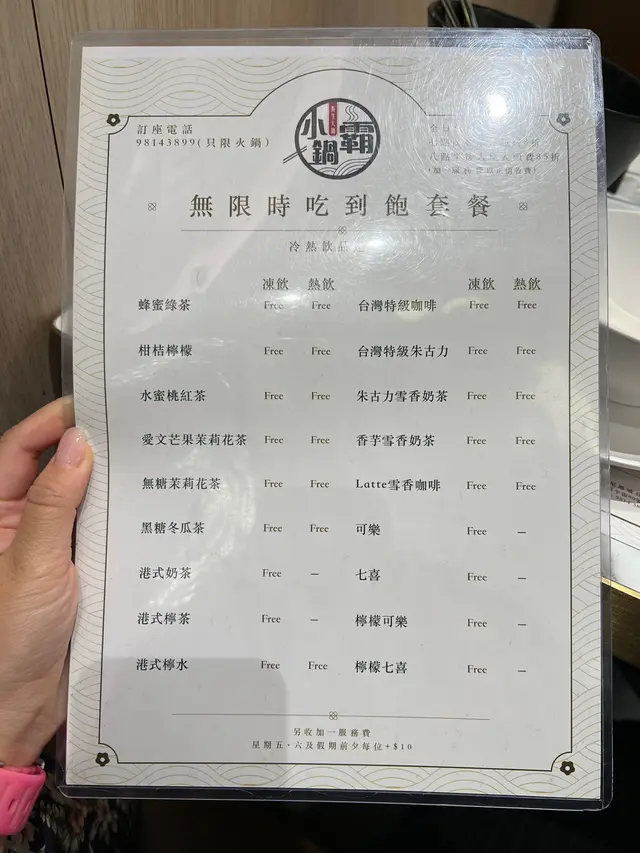 訂座電話
98143899(只限火鍋)
小鍋霸
無限時吃到飽套餐
冷熱飲品
凍飲 熱飲 凍飲 熱飲
蜂蜜綠茶 Free Free 台灣特級咖啡 Free Free
柑桔檸檬 Free Free 台灣特級朱古力 Free Free
水蜜桃紅茶 Free Free 朱古力雪香奶茶 Free Free
愛文芒果茉莉花茶 Free Free 香芋雪香奶茶 Free Free
無糖茉莉花茶 Free Free Latte雪香咖啡 Free Free
黑糖冬瓜茶 Free Free 可樂 Free –
港式奶茶 Free – 七喜 Free –
港式檸茶 Free – 檸檬可樂 Free –
港式檸水 Free Free 檸檬七喜 Free –
另收加一服務費
星期五·六及假期前夕每位+$10